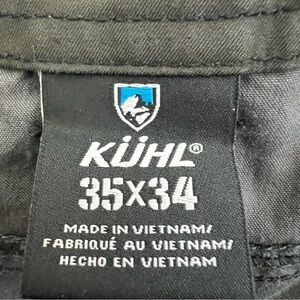 KÜHL®
35X34
MADE IN VIETNAM/
FABRIQUÉ AU VIETNAM/
HECHO EN VIETNAM